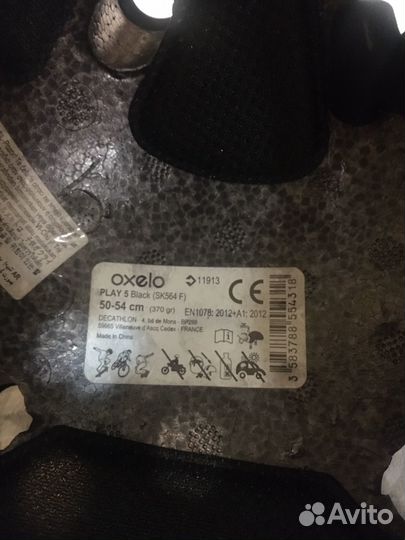 oxelo
11913
PLAY 5 Black (SK564 F)
50-54 cm (370 gr)
EN1078: 2012+A1: 2012
DECATHLON - 4, bd de Mons - BP299
59665 Villeneuve d'Ascq Cedex - FRANCE
Made in China
CE
3 583788 554318
Avito